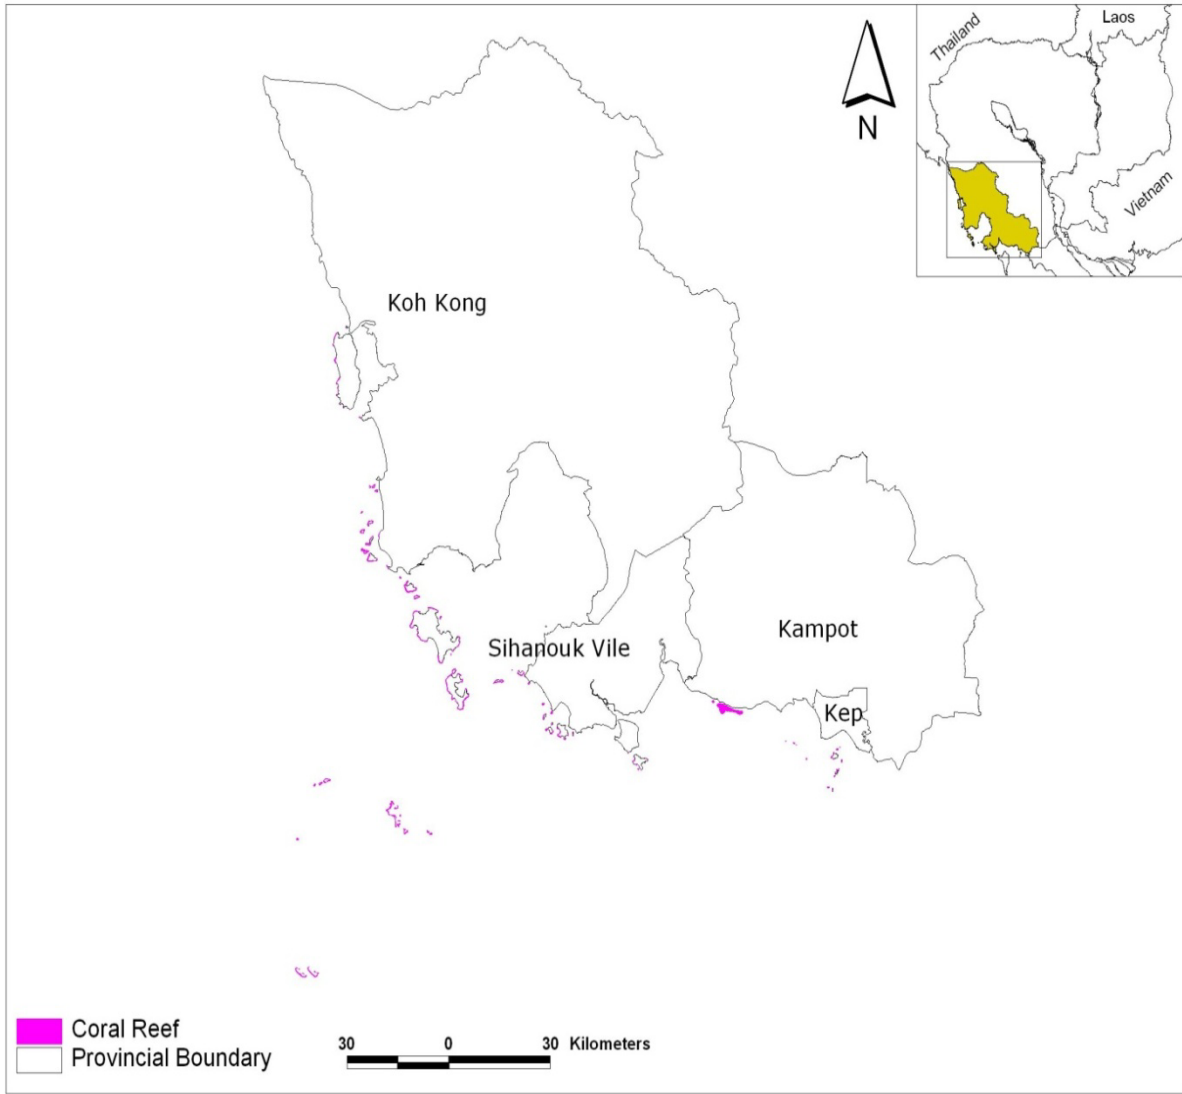 Laos
Thailand
N
Vietnam
Koh Kong
Sihanouk Vile
Kampot
Kep
Coral Reef
Provincial Boundary
30 0 30 Kilometers